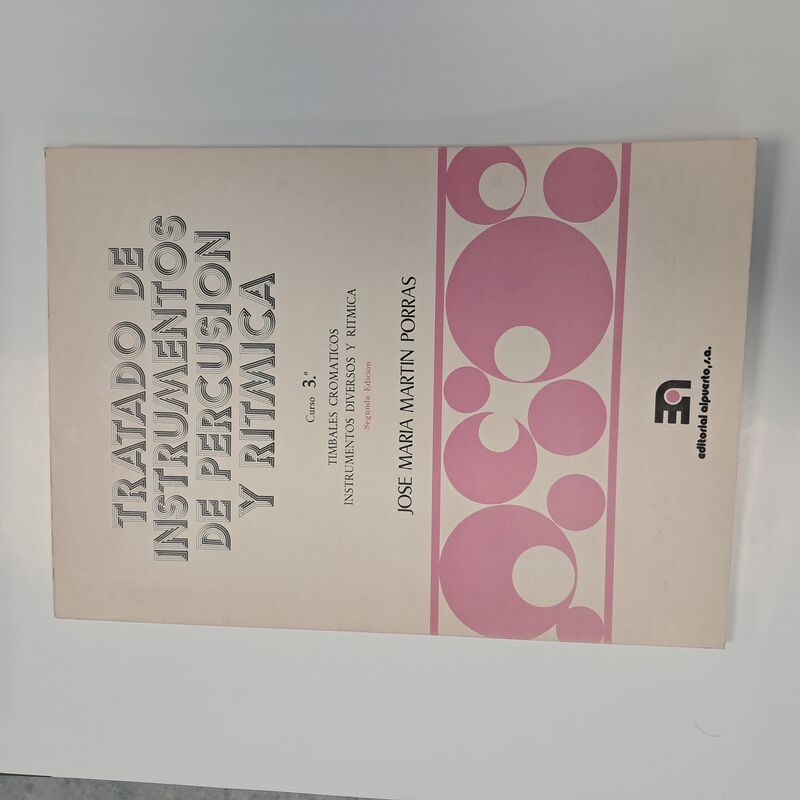 TRATADO DE
INSTRUMENTOS
DE PERCUSION
Y RITMICA
Curso 3.º
TIMBALES CROMATICOS
INSTRUMENTOS DIVERSOS Y RITMICA
Segunda Edición
JOSE MARIA MARTIN PORRAS
editorial alpuerto, s.a.